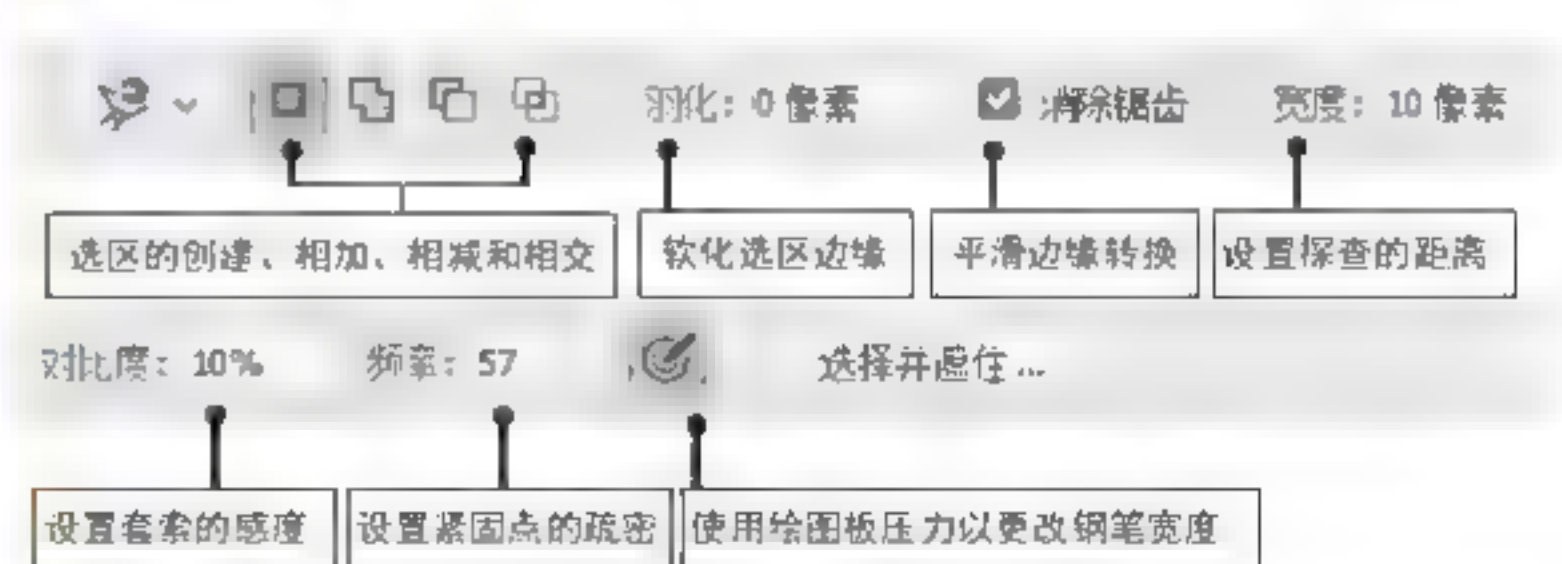 羽化：0 像素 消除锯齿 宽度：10 像素
选区的创建、相加、相减和相交 软化选区边缘 平滑边缘转换 设置探查的距离
对比度：10% 频率：57 选择并遮住...
设置套索的感度 设置紧固点的疏密 使用绘图板压力以更改钢笔宽度